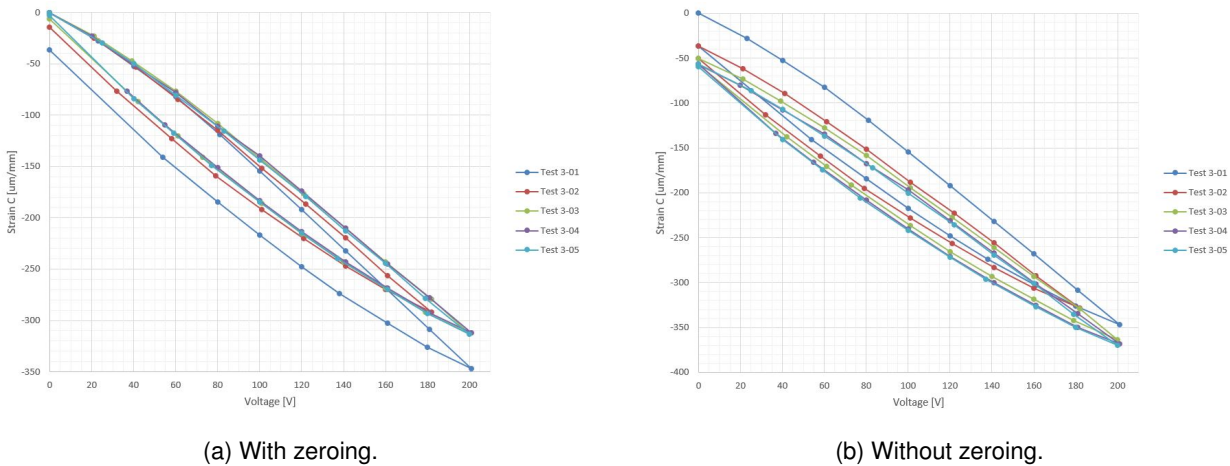 0
-50
-100
-150
-200
-250
-300
-350
0 20 40 60 80 100 120 140 160 180 200
Strain C [um/mm]
Voltage [V]
Test 3-01
Test 3-02
Test 3-03
Test 3-04
Test 3-05
(a) With zeroing.
0
-50
-100
-150
-200
-250
-300
-350
-400
0 20 40 60 80 100 120 140 160 180 200
Strain C [um/mm]
Voltage [V]
Test 3-01
Test 3-02
Test 3-03
Test 3-04
Test 3-05
(b) Without zeroing.